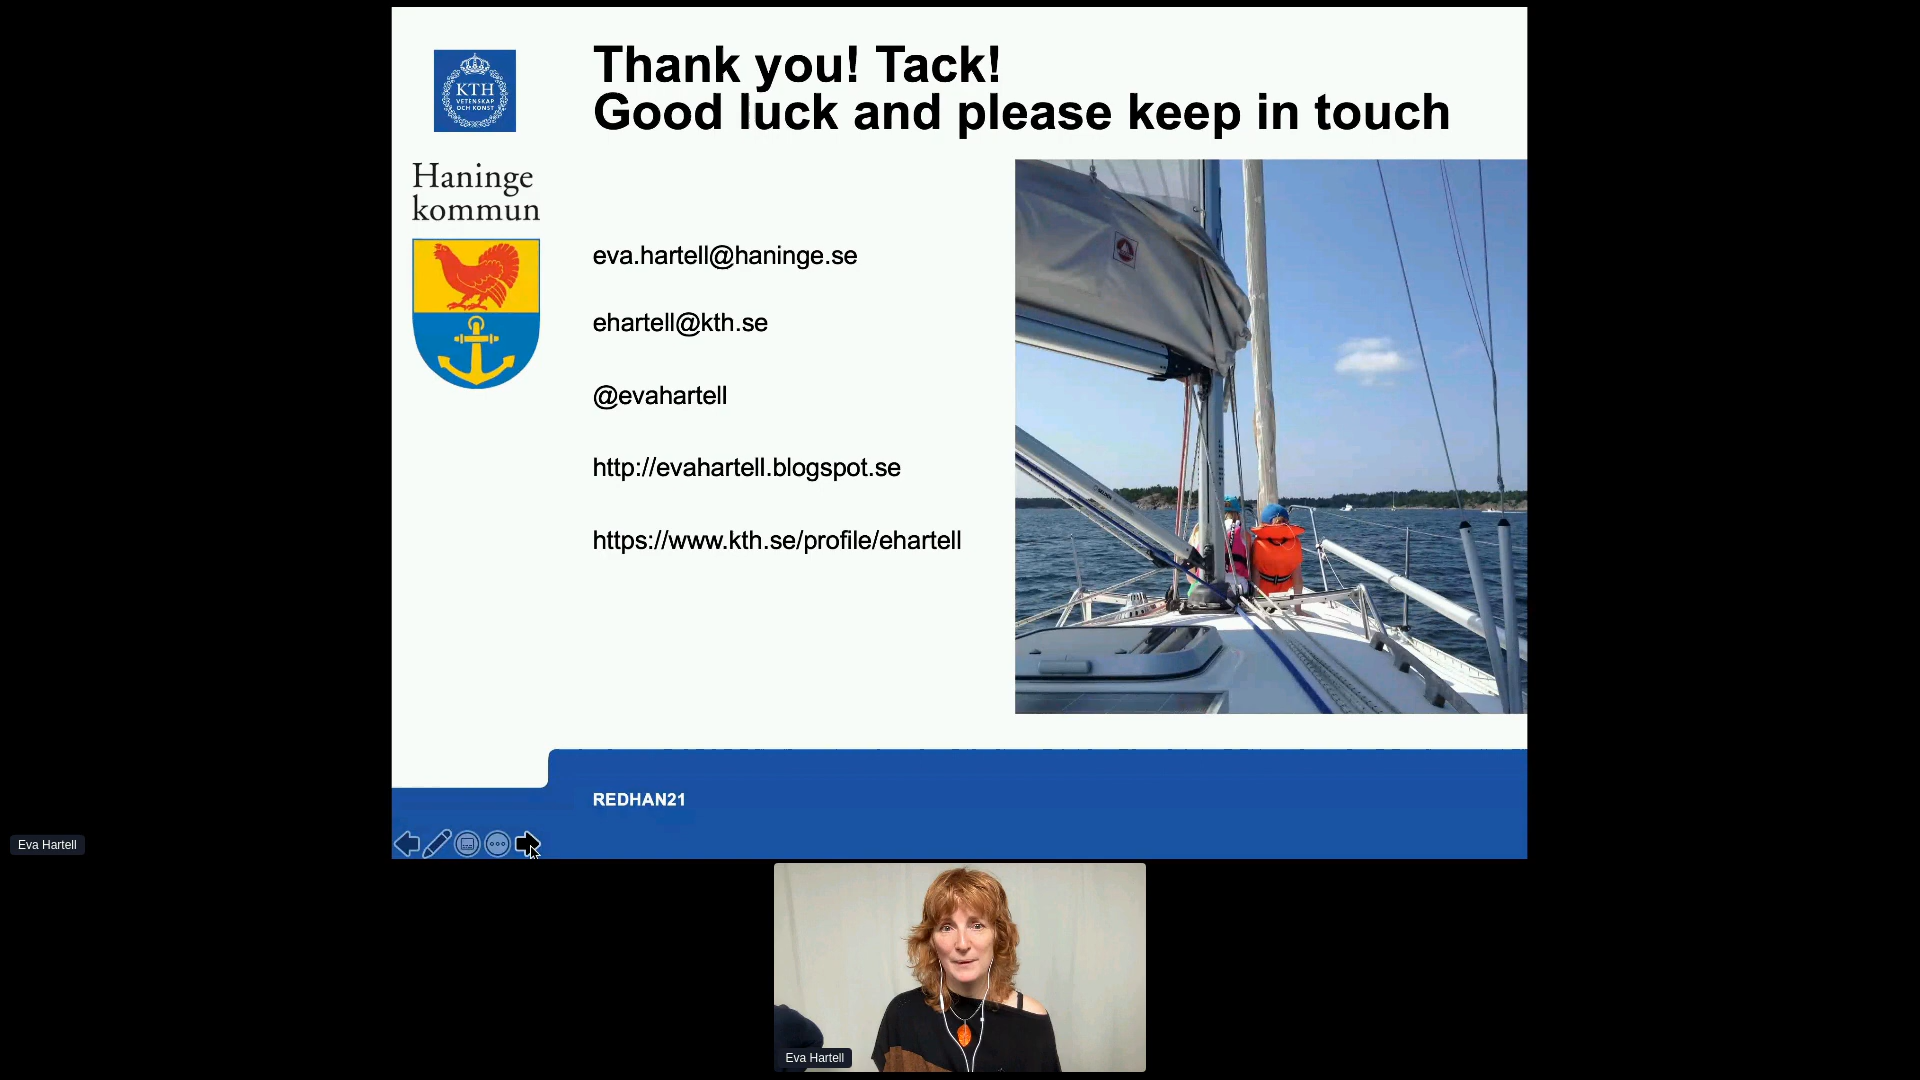 Thank you! Tack!
Good luck and please keep in touch
KTH
VETENSKAP
OCH KONST
Haninge
kommun
eva.hartell@haninge.se
ehartell@kth.se
@evahartell
http://evahartell.blogspot.se
https://www.kth.se/profile/ehartell
REDHAN21
Eva Hartell
Eva Hartell